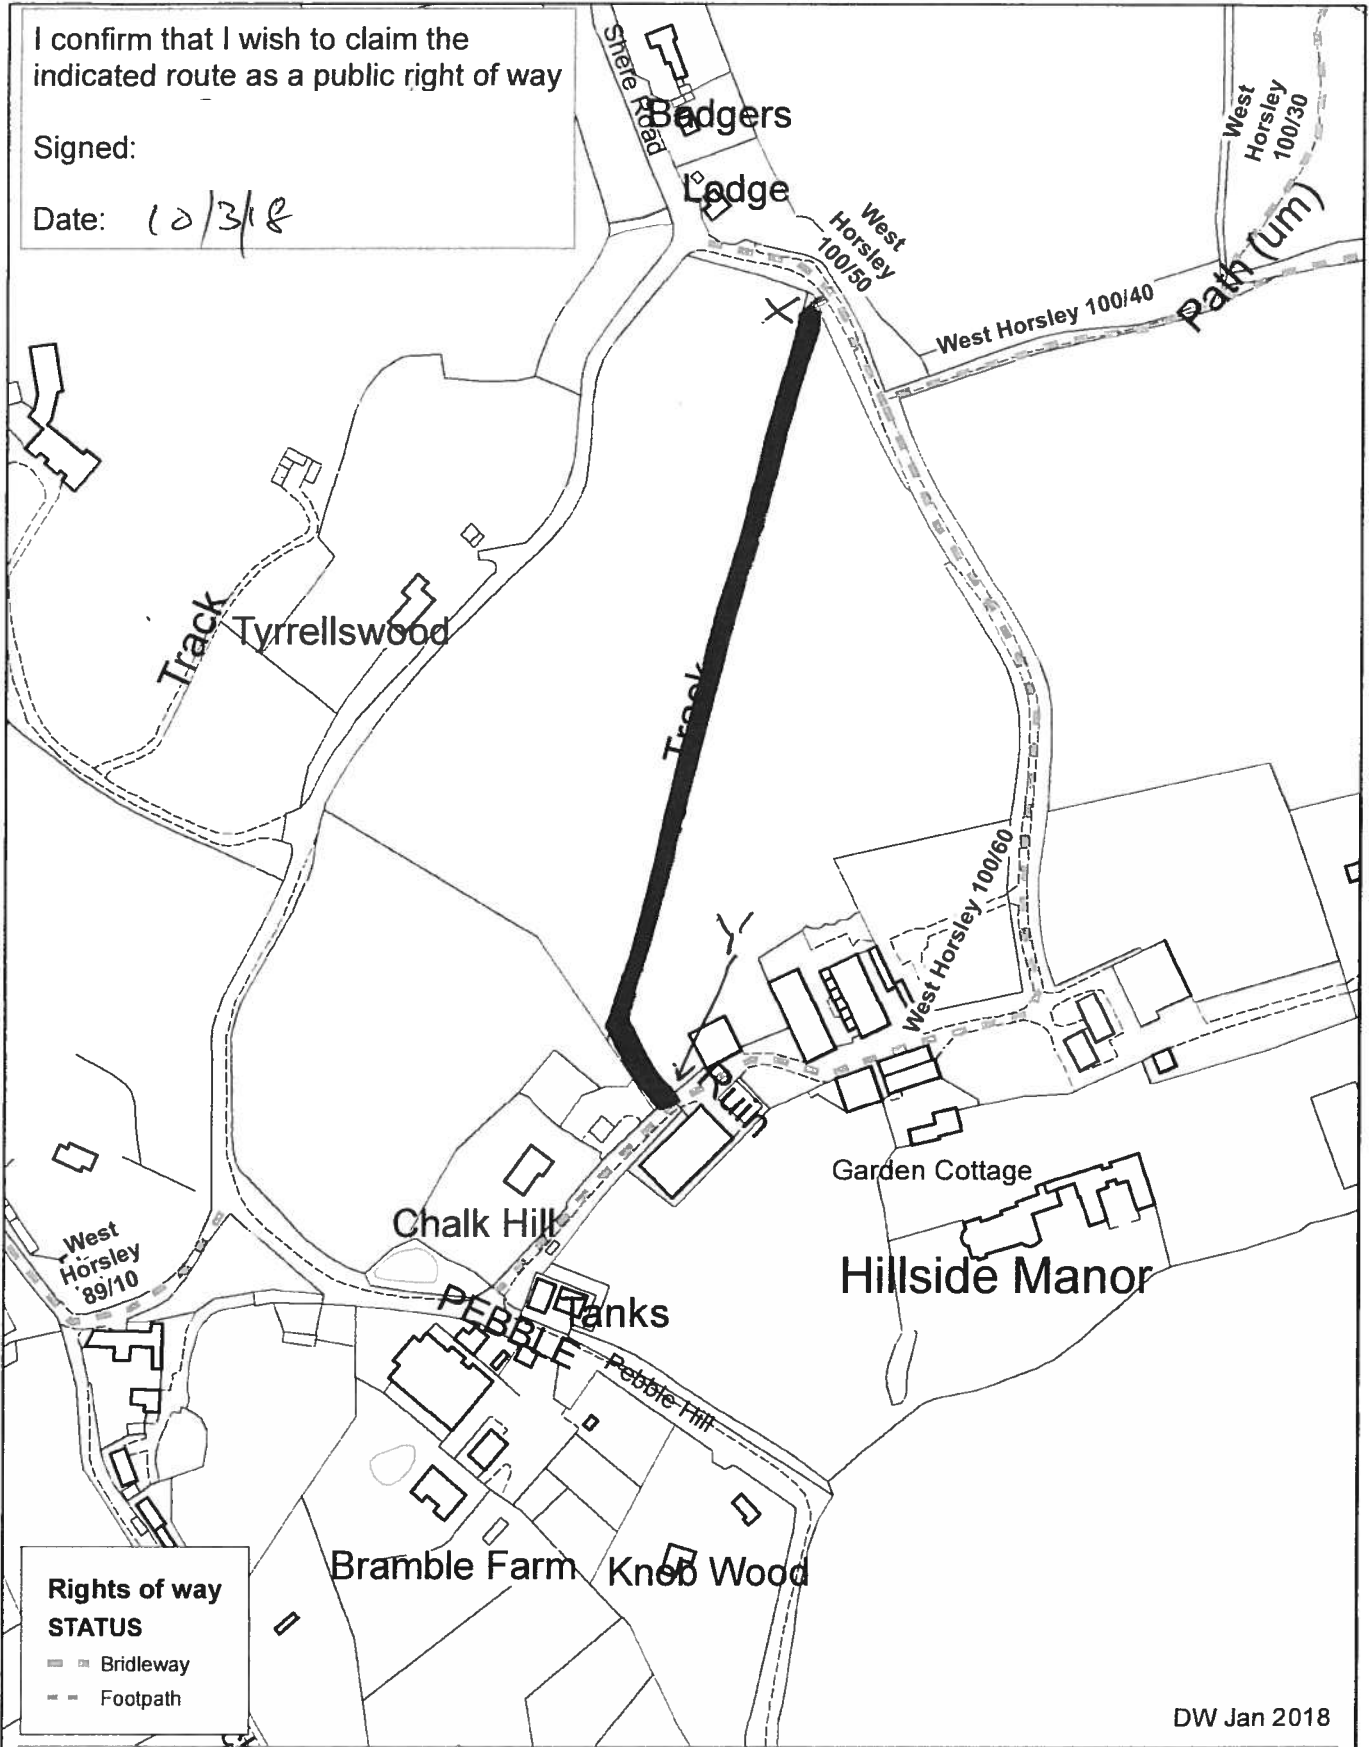 I confirm that I wish to claim the
indicated route as a public right of way
Signed:
Date: 10/3/18
Shere Road
Badgers
Lodge
West
Horsley
100/50
West
Horsley
100/30
Path (um)
West Horsley 100/40
X
Track
Tyrrellswood
Track
Y
West Horsley 100/60
Ruin
Garden Cottage
Hillside Manor
Chalk Hill
West
Horsley
89/10
PEBBLE
Tanks
Pebble Hill
Bramble Farm
Knob Wood
Rights of way
STATUS
Bridleway
Footpath
DW Jan 2018